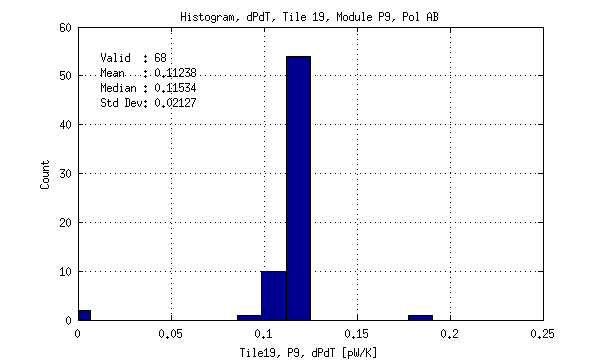 Histogram, dPdT, Tile 19, Module P9, Pol AB
60
Valid : 68
Mean : 0.11238
Median : 0.11534
Std Dev: 0.02127
50
40
30
20
10
0
Count
0 0.05 0.1 0.15 0.2 0.25
Tile19, P9, dPdT [pW/K]